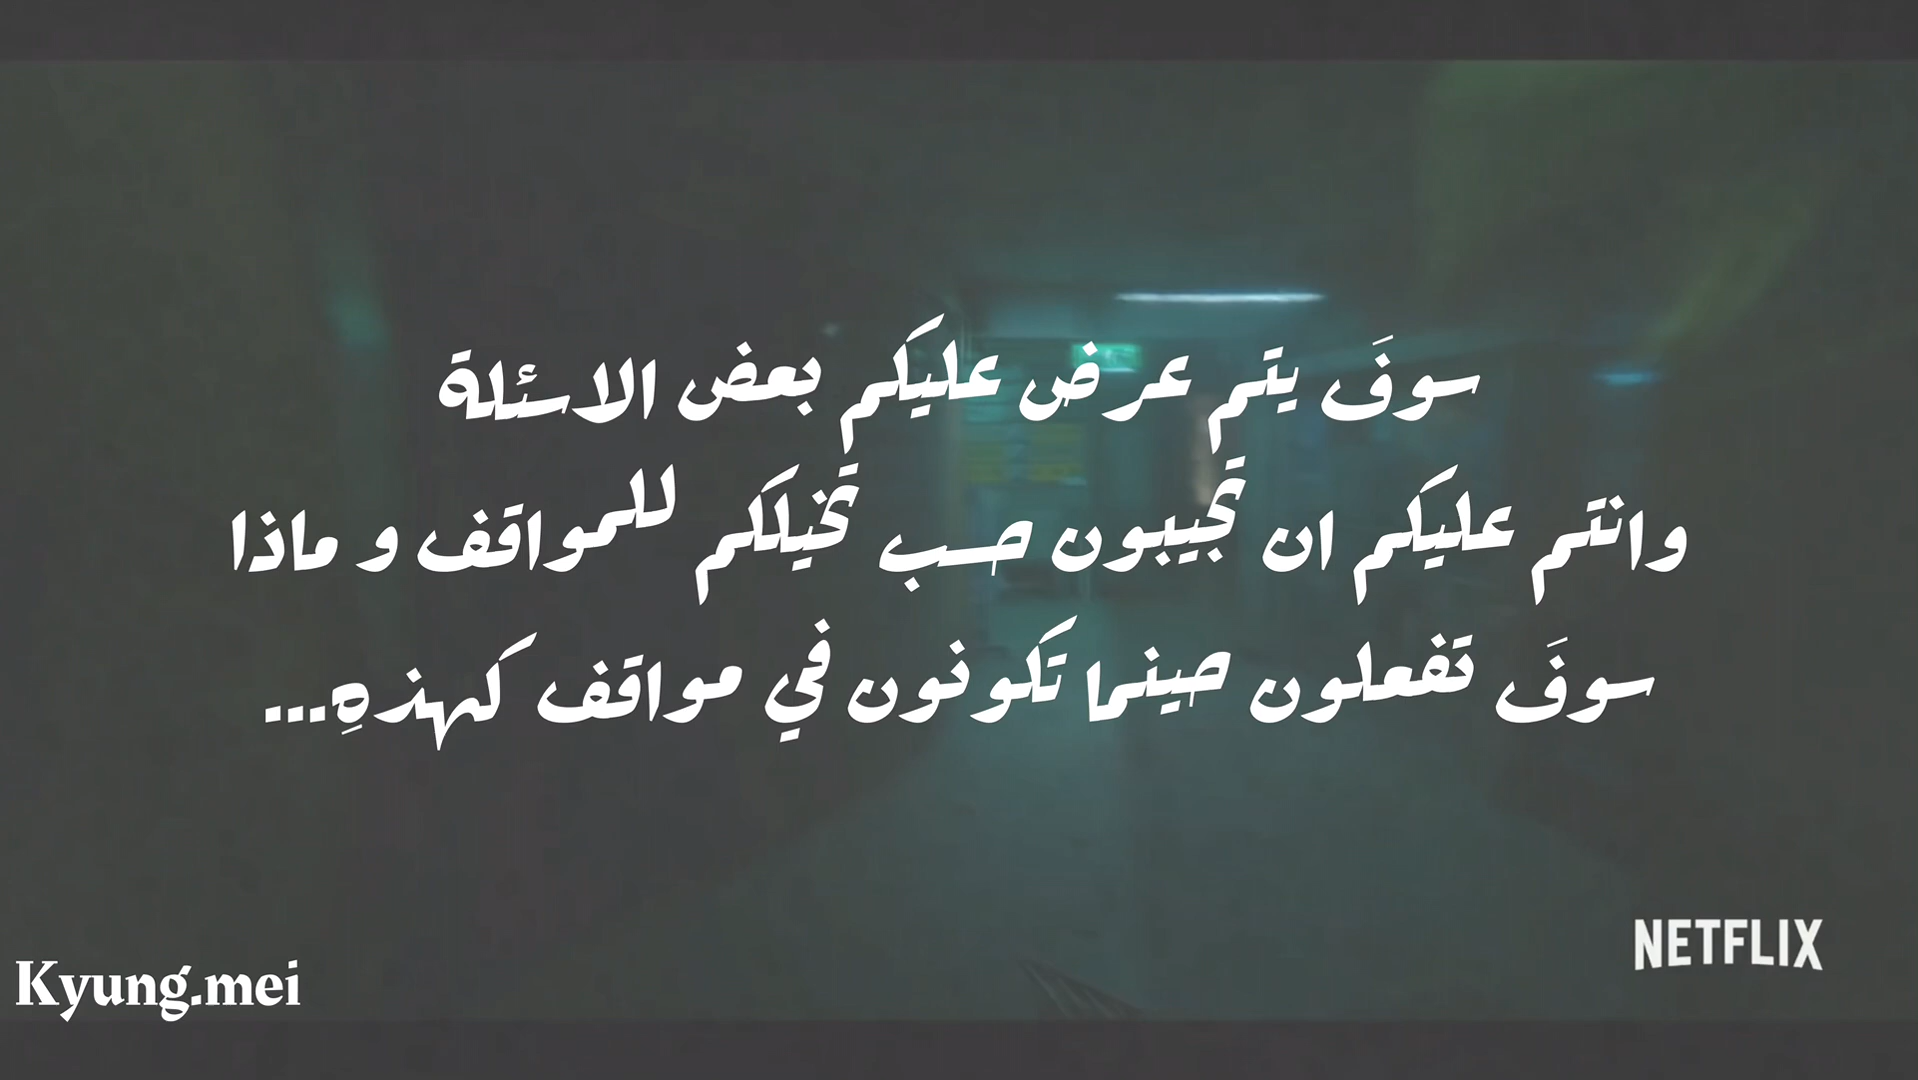 سوفَ يتم عرض عليكم بعض الاسئلة
وانتم عليكم ان تجيبون حسب تخيلكم للمواقف و ماذا
سوفَ تفعلون حينما تكونون في مواقف كهذهِ...
NETFLIX
Kyung.mei